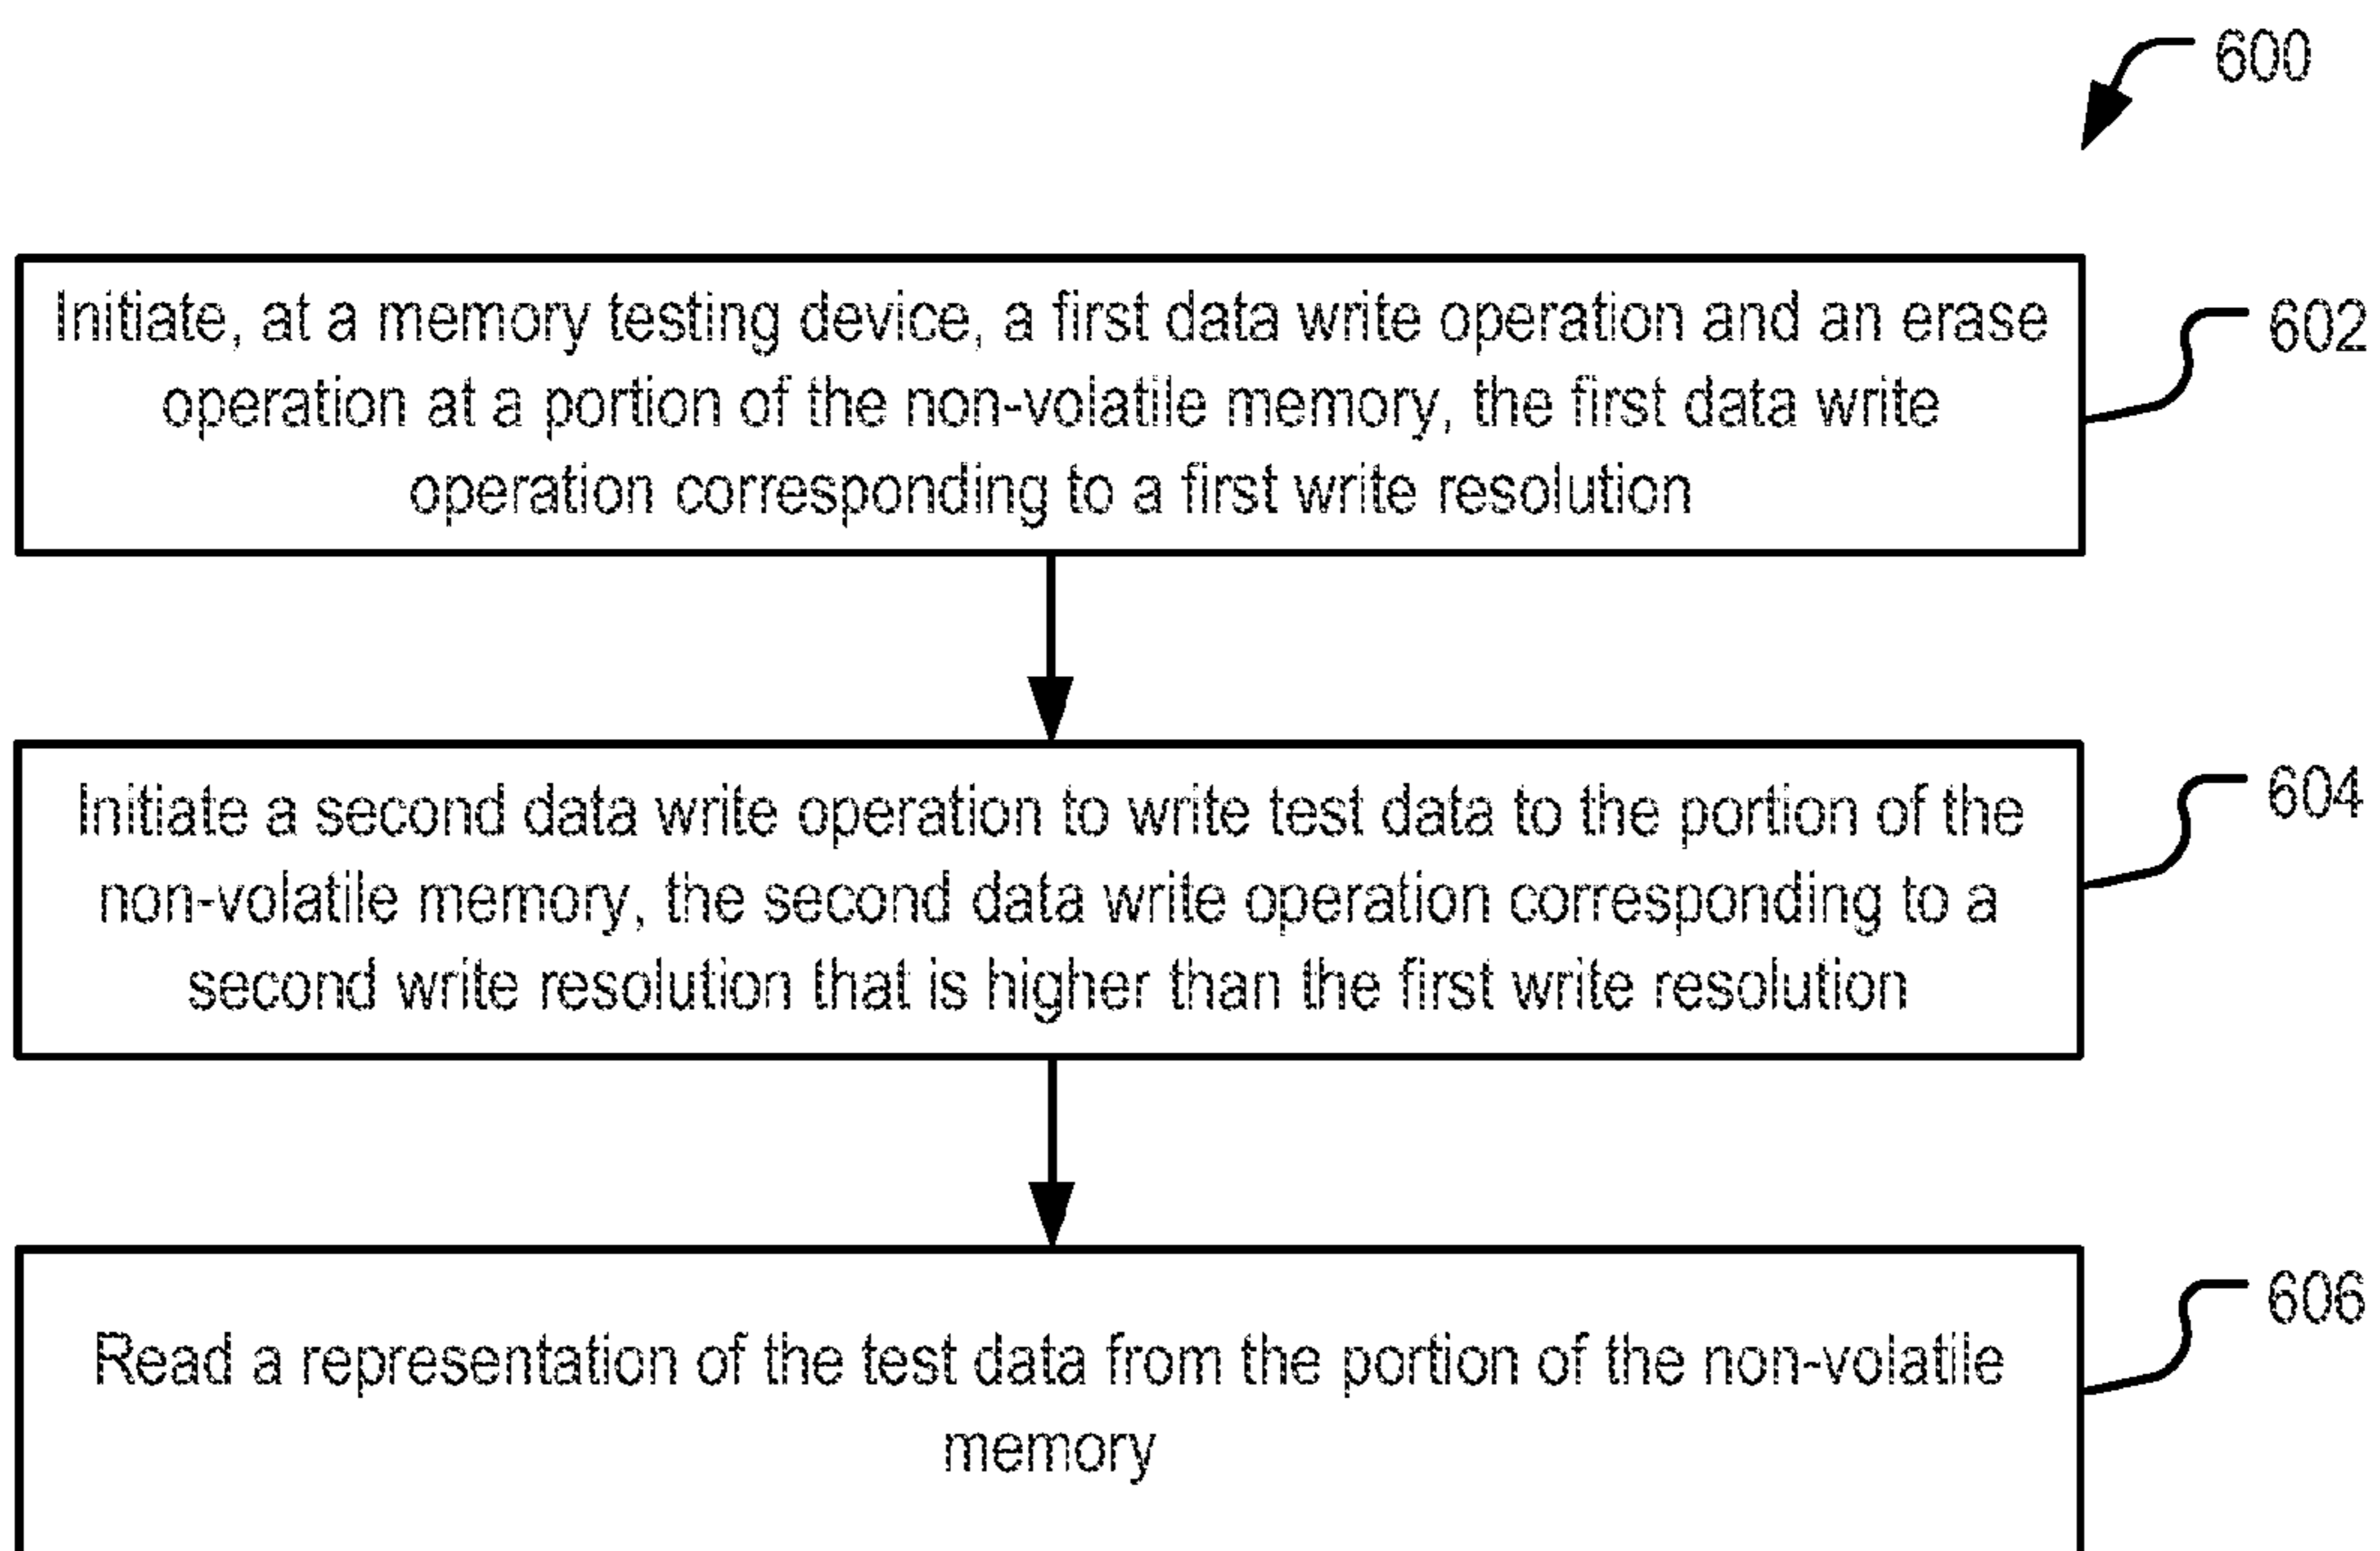 600
Initiate, at a memory testing device, a first data write operation and an erase
operation at a portion of the non-volatile memory, the first data write
operation corresponding to a first write resolution
602
Initiate a second data write operation to write test data to the portion of the
non-volatile memory, the second data write operation corresponding to a
second write resolution that is higher than the first write resolution
604
Read a representation of the test data from the portion of the non-volatile
memory
606